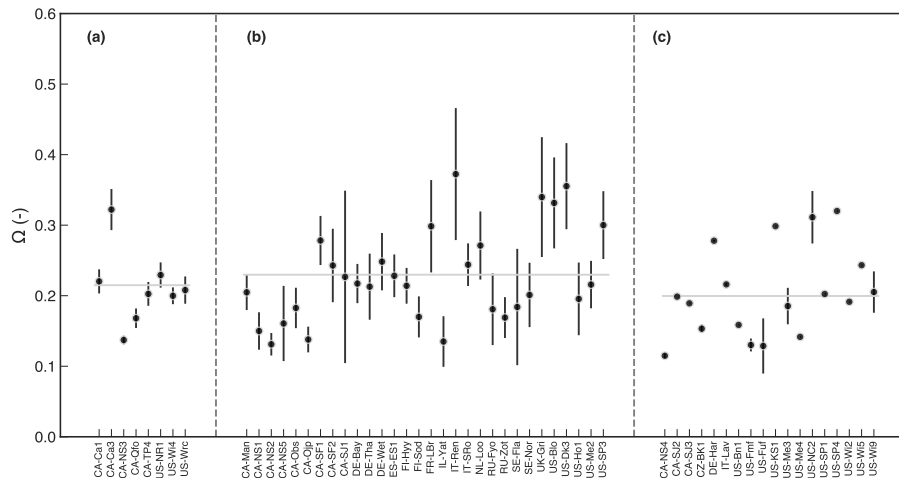 0.6
(a)
(b)
(c)
0.5
0.4
0.3
0.2
0.1
0.0
Ω (-)
CA-Ca1
CA-Ca3
CA-NS3
CA-Qfo
CA-TP4
US-NR1
US-Wi4
US-Wrc
CA-Man
CA-NS1
CA-NS2
CA-NS5
CA-Obs
CA-Ojp
CA-SF1
CA-SF2
CA-SJ1
DE-Bay
DE-Tha
DE-Wet
ES-ES1
FI-Hyy
FI-Sod
FR-LBr
IL-Yat
IT-Ren
IT-SRo
NL-Loo
RU-Fyo
RU-Zot
SE-Fla
SE-Nor
UK-Gri
US-Blo
US-Dk3
US-Ho1
US-Me2
US-SP3
CA-NS4
CA-SJ2
CA-SJ3
CZ-BK1
DE-Har
IT-Lav
US-Bn1
US-Fmf
US-Fuf
US-KS1
US-Me3
US-Me4
US-NC2
US-SP1
US-SP4
US-Wi2
US-Wi5
US-Wi9